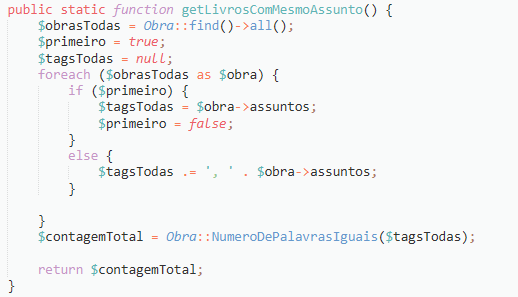 public static function getLivrosComMesmoAssunto() {
    $obrasTodas = Obra::find()->all();
    $primeiro = true;
    $tagsTodas = null;
    foreach ($obrasTodas as $obra) {
        if ($primeiro) {
            $tagsTodas = $obra->assuntos;
            $primeiro = false;
        }
        else {
            $tagsTodas .= ', ' . $obra->assuntos;
        }

    }
    $contagemTotal = Obra::NumeroDePalavrasIguais($tagsTodas);

    return $contagemTotal;
}